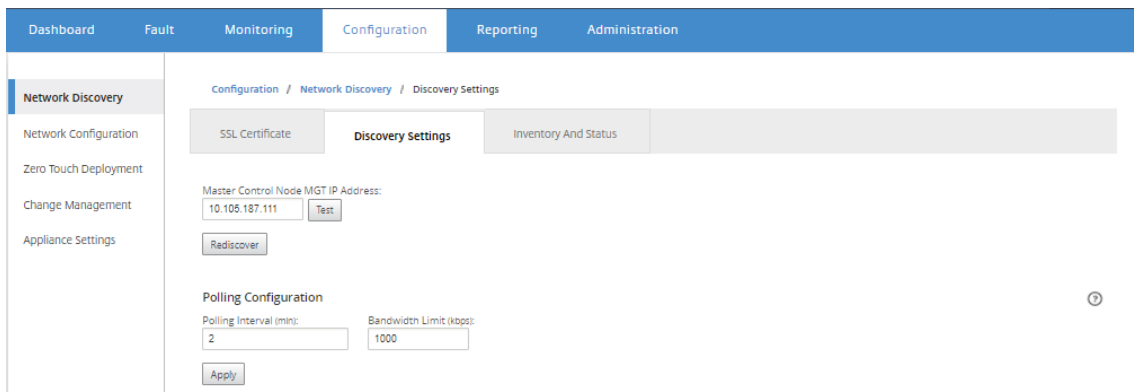 Dashboard Fault Monitoring Configuration Reporting Administration
Network Discovery
Network Configuration
Zero Touch Deployment
Change Management
Appliance Settings
Configuration / Network Discovery / Discovery Settings
SSL Certificate Discovery Settings Inventory And Status
Master Control Node MGT IP Address:
10.105.187.111 Test
Rediscover
Polling Configuration ?
Polling Interval (min): Bandwidth Limit (kbps):
2 1000
Apply